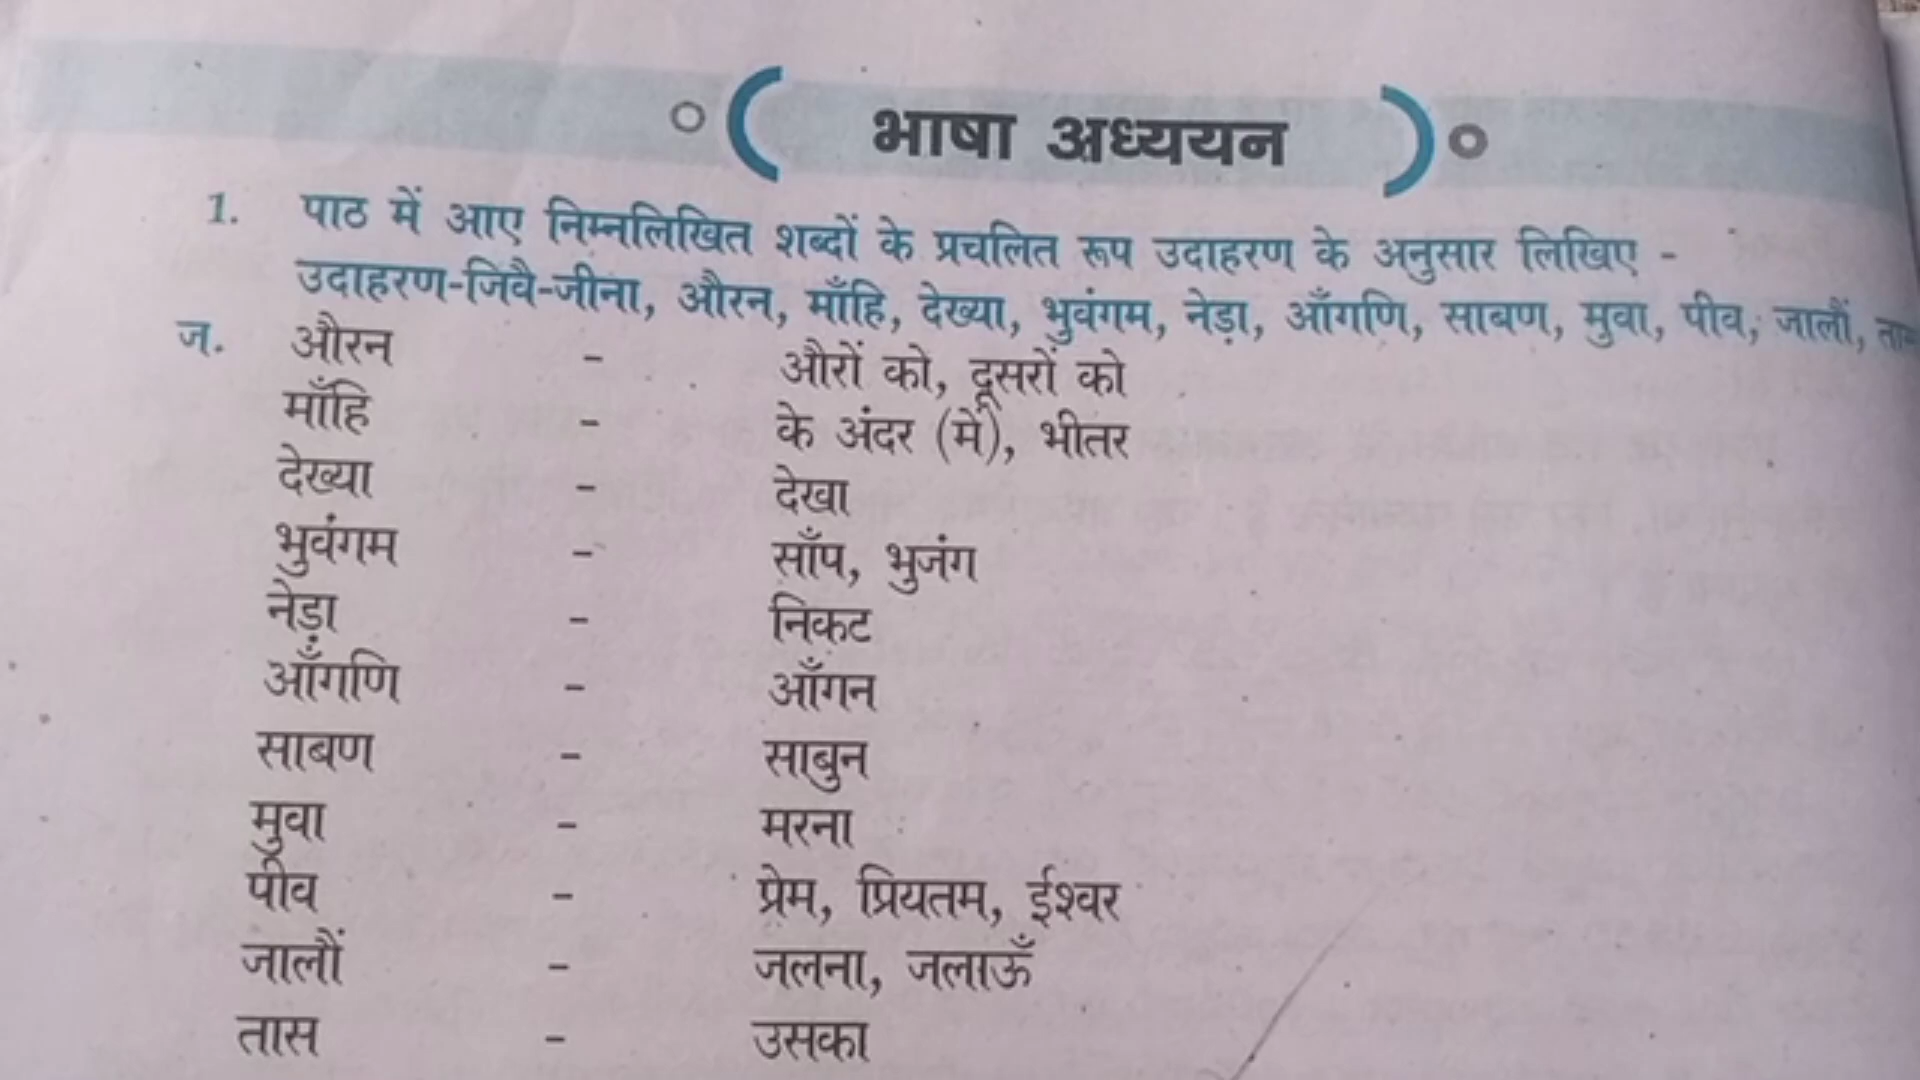 भाषा अध्ययन
1. पाठ में आए निम्नलिखित शब्दों के प्रचलित रूप उदाहरण के अनुसार लिखिए -
उदाहरण-जिवै-जीना, औरन, माँहि, देख्या, भुवंगम, नेड़ा, आँगणि, साबण, मुवा, पीव, जालौं,
ज. औरन - औरों को, दूसरों को
माँहि - के अंदर (में), भीतर
देख्या - देखा
भुवंगम - साँप, भुजंग
नेड़ा - निकट
आँगणि - आँगन
साबण - साबुन
मुवा - मरना
पीव - प्रेम, प्रियतम, ईश्वर
जालौं - जलना, जलाऊँ
तास - उसका